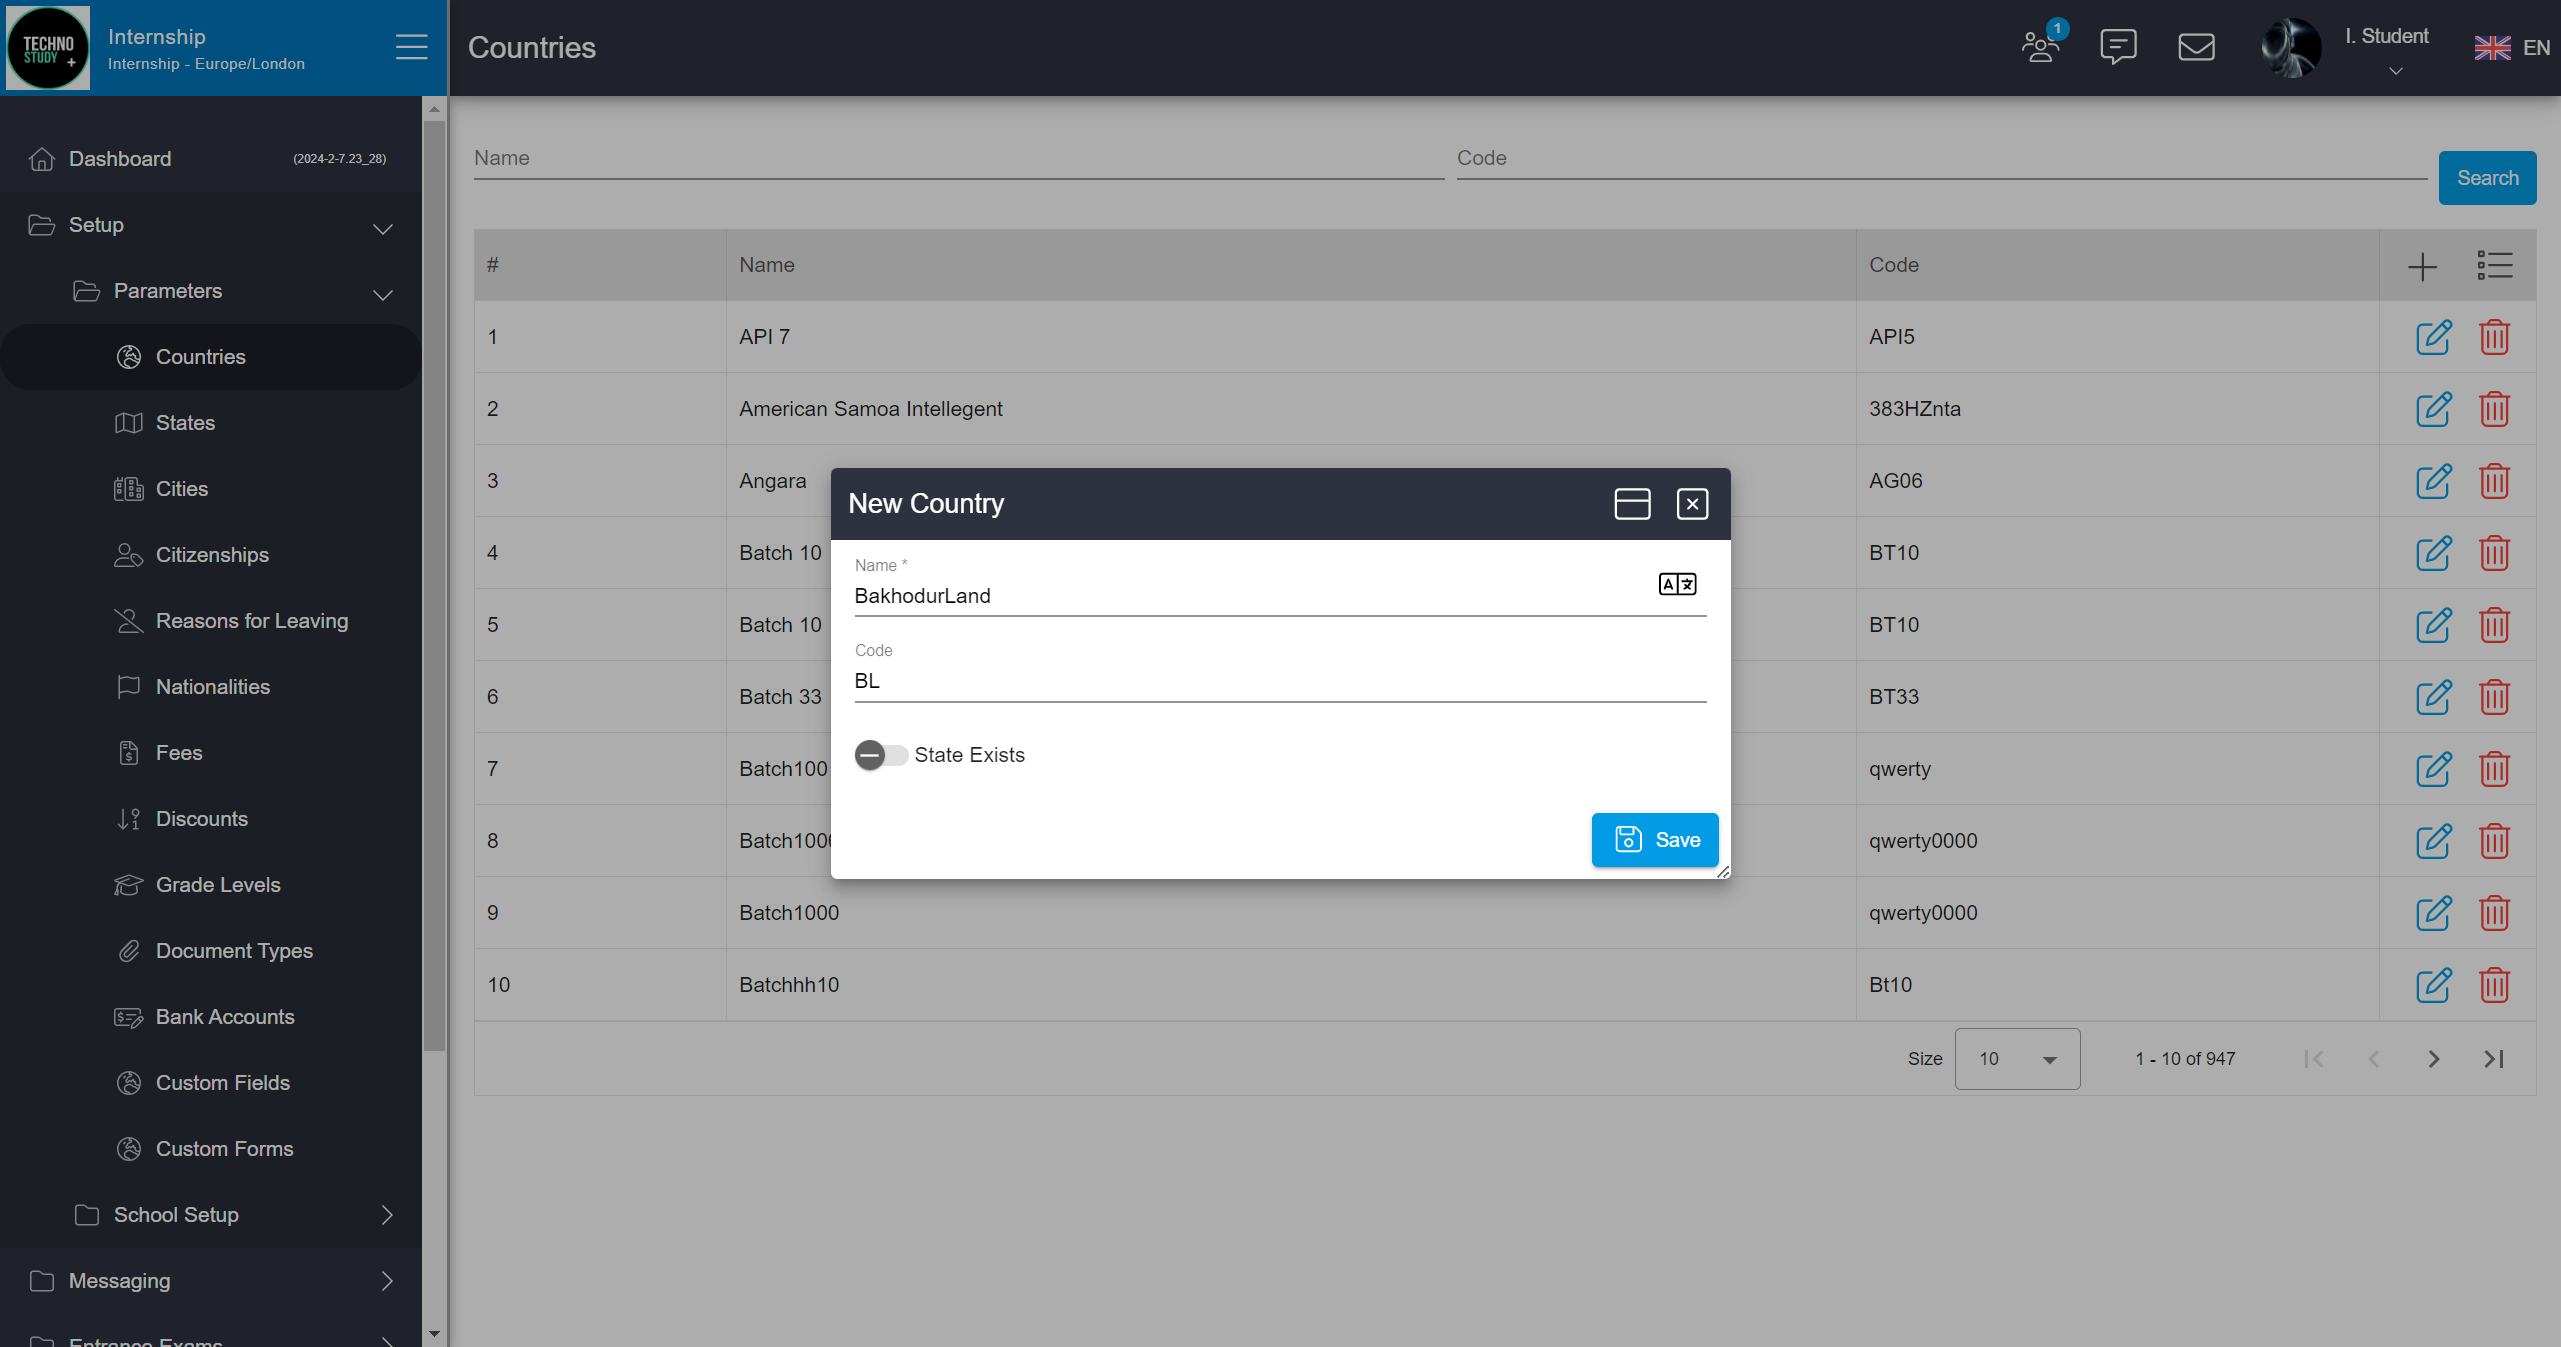 TECHNO
STUDY +
Internship
Internship - Europe/London
Countries
1
I. Student
EN
Dashboard
(2024-2-7.23_28)
Setup
Parameters
Countries
States
Cities
Citizenships
Reasons for Leaving
Nationalities
Fees
Discounts
Grade Levels
Document Types
Bank Accounts
Custom Fields
Custom Forms
School Setup
Messaging
Entrance Exams
Name
Code
Search
# Name Code
1 API 7 API5
2 American Samoa Intellegent 383HZnta
3 Angara AG06
4 Batch 10 BT10
5 Batch 10 BT10
6 Batch 33 BT33
7 Batch100 qwerty
8 Batch100 qwerty0000
9 Batch1000 qwerty0000
10 Batchhh10 Bt10
Size 10 1 - 10 of 947
New Country
Name *
BakhodurLand
Code
BL
State Exists
Save